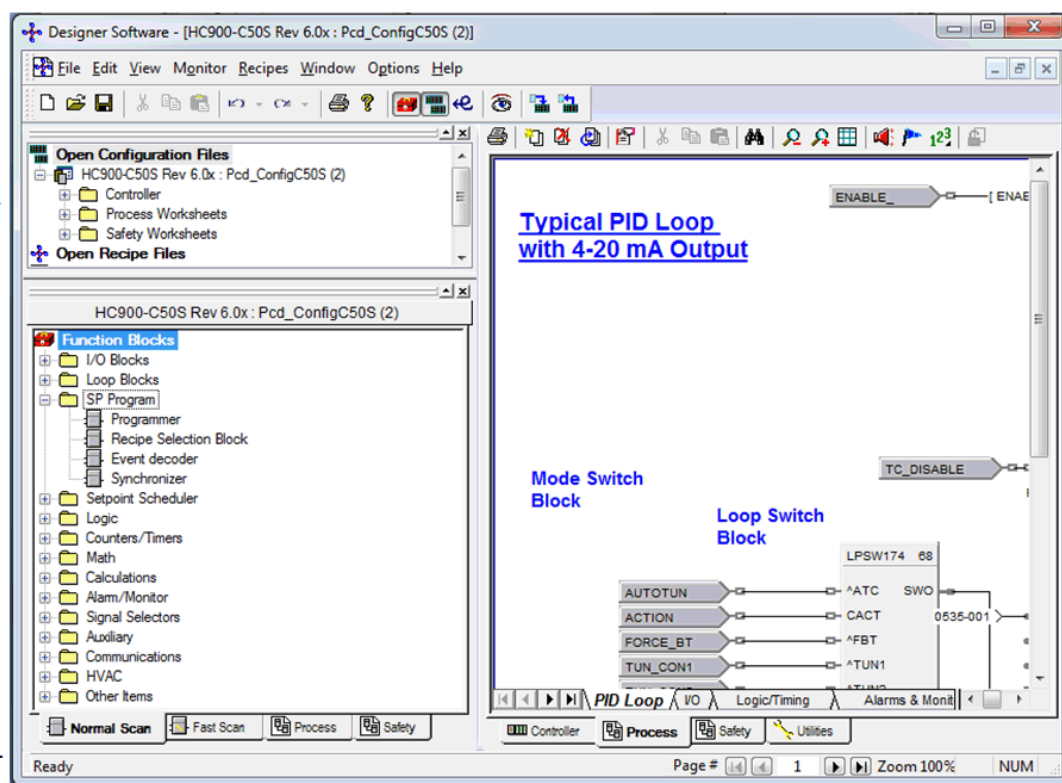 Designer Software - [HC900-C50S Rev 6.0x : Pcd_ConfigC50S (2)]
File Edit View Monitor Recipes Window Options Help
Open Configuration Files
HC900-C50S Rev 6.0x : Pcd_ConfigC50S (2)
Controller
Process Worksheets
Safety Worksheets
Open Recipe Files
HC900-C50S Rev 6.0x : Pcd_ConfigC50S (2)
Function Blocks
I/O Blocks
Loop Blocks
SP Program
Programmer
Recipe Selection Block
Event decoder
Synchronizer
Setpoint Scheduler
Logic
Counters/Timers
Math
Calculations
Alarm/Monitor
Signal Selectors
Auxiliary
Communications
HVAC
Other Items
Normal Scan Fast Scan Process Safety
123
ENABLE_ [ ENAE
Typical PID Loop
with 4-20 mA Output
TC_DISABLE
Mode Switch
Block
Loop Switch
Block
LPSW174 68
AUTOTUN ^ATC SWO
ACTION CACT 0535-001
FORCE_BT ^FBT
TUN_CON1 ^TUN1
PID Loop I/O Logic/Timing Alarms & Monit
Controller Process Safety Utilities
Ready Page # 1 Zoom 100% NUM